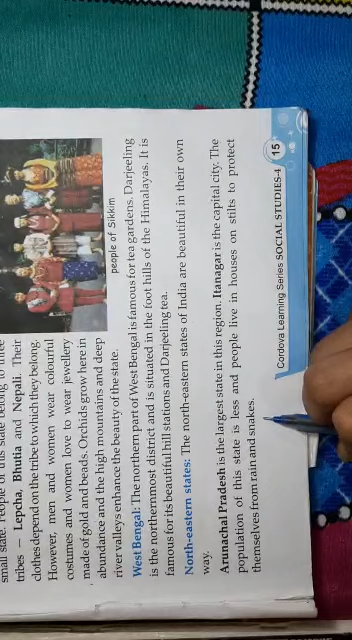 small state. People of this state belong to three
tribes – Lepcha, Bhutia and Nepali. Their
clothes depend on the tribe to which they belong.
However, men and women wear colourful
costumes and women love to wear jewellery
made of gold and beads. Orchids grow here in
abundance and the high mountains and deep
river valleys enhance the beauty of the state.
people of Sikkim
West Bengal: The northern part of West Bengal is famous for tea gardens. Darjeeling
is the northernmost district and is situated in the foot hills of the Himalayas. It is
famous for its beautiful hill stations and Darjeeling tea.
North-eastern states: The north-eastern states of India are beautiful in their own
way.
Arunachal Pradesh is the largest state in this region. Itanagar is the capital city. The
population of this state is less and people live in houses on stilts to protect
themselves from rain and snakes.
Cordova Learning Series SOCIAL STUDIES-4 15